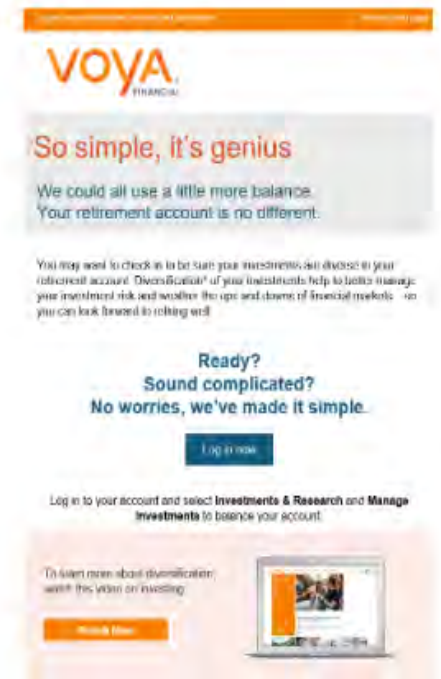 VOYA
FINANCIAL
So simple, it's genius
We could all use a little more balance.
Your retirement account is no different.
You may want to check in to be sure your investments are diverse in your
retirement account. Diversification* of your investments help to better manage
your investment risk and weather the ups and downs of financial markets - so
you can look forward to retiring well.
Ready?
Sound complicated?
No worries, we've made it simple.
Log in now
Log in to your account and select Investments & Research and Manage
Investments to balance your account.
To learn more about diversification
watch this video on investing.
Watch Now